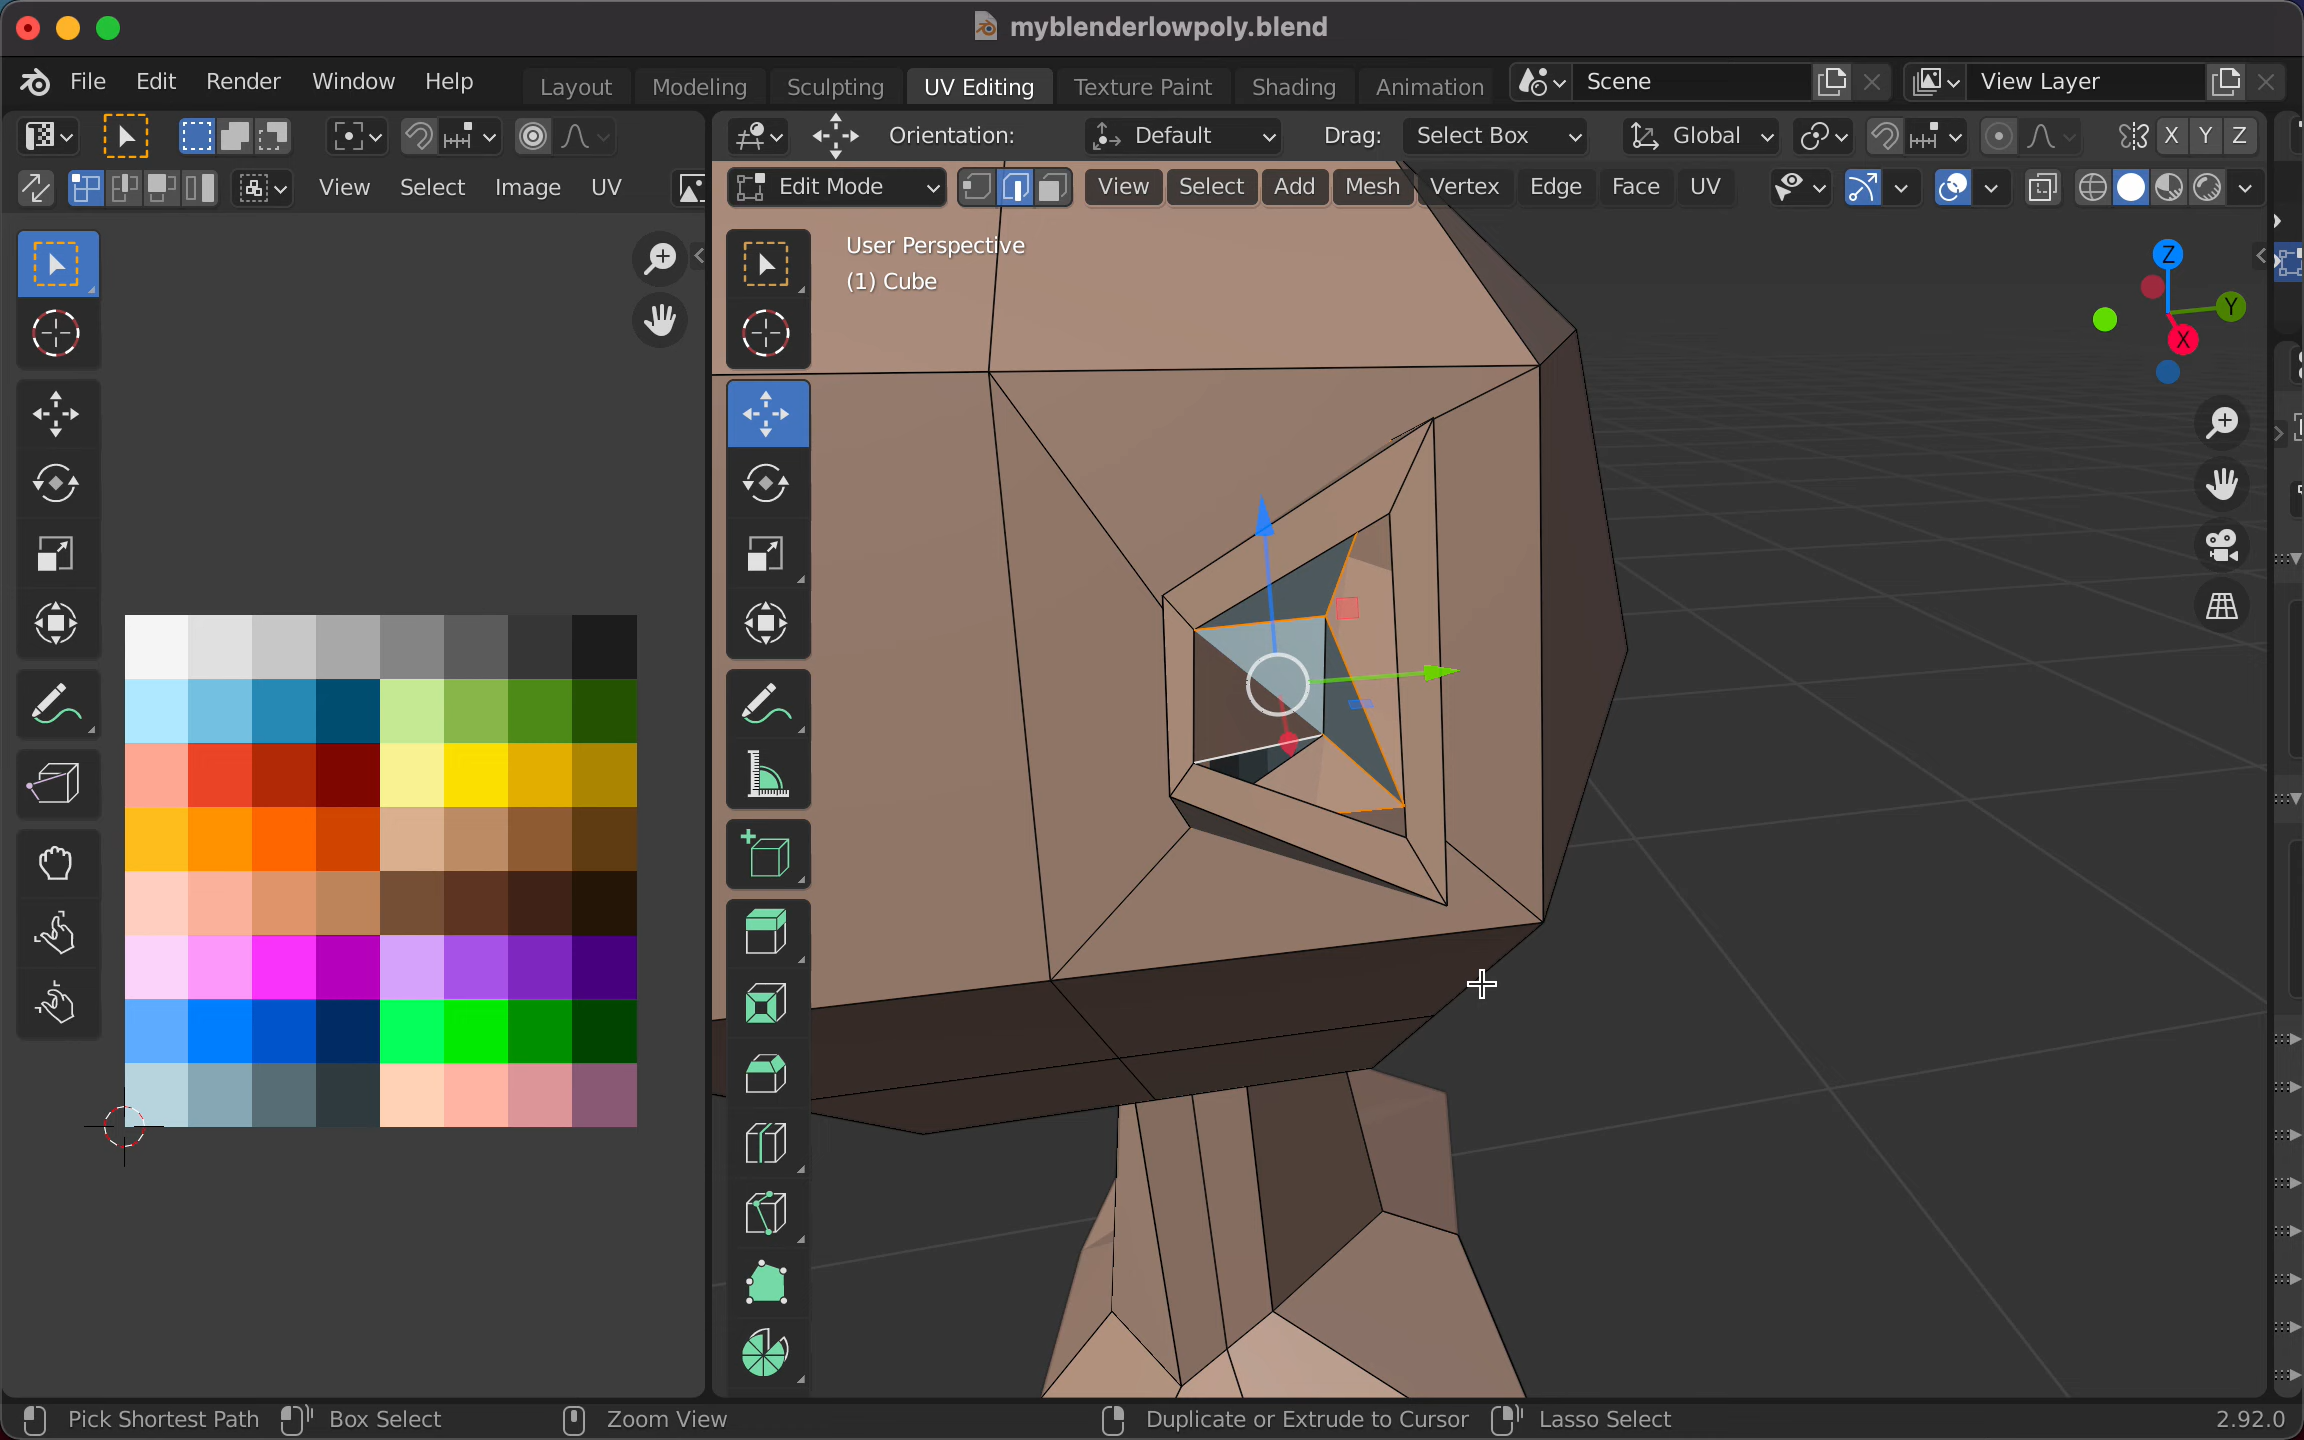 myblenderlowpoly.blend
File Edit Render Window Help Layout Modeling Sculpting UV Editing Texture Paint Shading Animation Scene View Layer
Orientation: Default Drag: Select Box Global X Y Z
View Select Image UV Edit Mode View Select Add Mesh Vertex Edge Face UV
User Perspective
(1) Cube
Z
Y
X
Pick Shortest Path Box Select Zoom View Duplicate or Extrude to Cursor Lasso Select 2.92.0